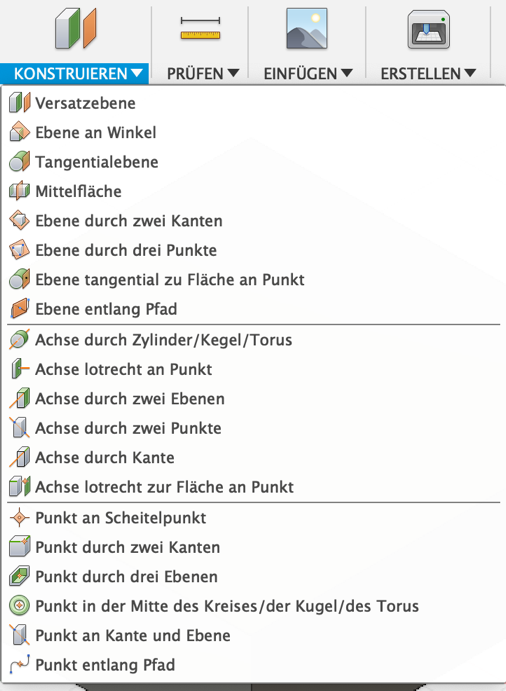 KONSTRUIEREN ▼ PRÜFEN ▼ EINFÜGEN ▼ ERSTELLEN ▼
Versatzebene
Ebene an Winkel
Tangentialebene
Mittelfläche
Ebene durch zwei Kanten
Ebene durch drei Punkte
Ebene tangential zu Fläche an Punkt
Ebene entlang Pfad
Achse durch Zylinder/Kegel/Torus
Achse lotrecht an Punkt
Achse durch zwei Ebenen
Achse durch zwei Punkte
Achse durch Kante
Achse lotrecht zur Fläche an Punkt
Punkt an Scheitelpunkt
Punkt durch zwei Kanten
Punkt durch drei Ebenen
Punkt in der Mitte des Kreises/der Kugel/des Torus
Punkt an Kante und Ebene
Punkt entlang Pfad